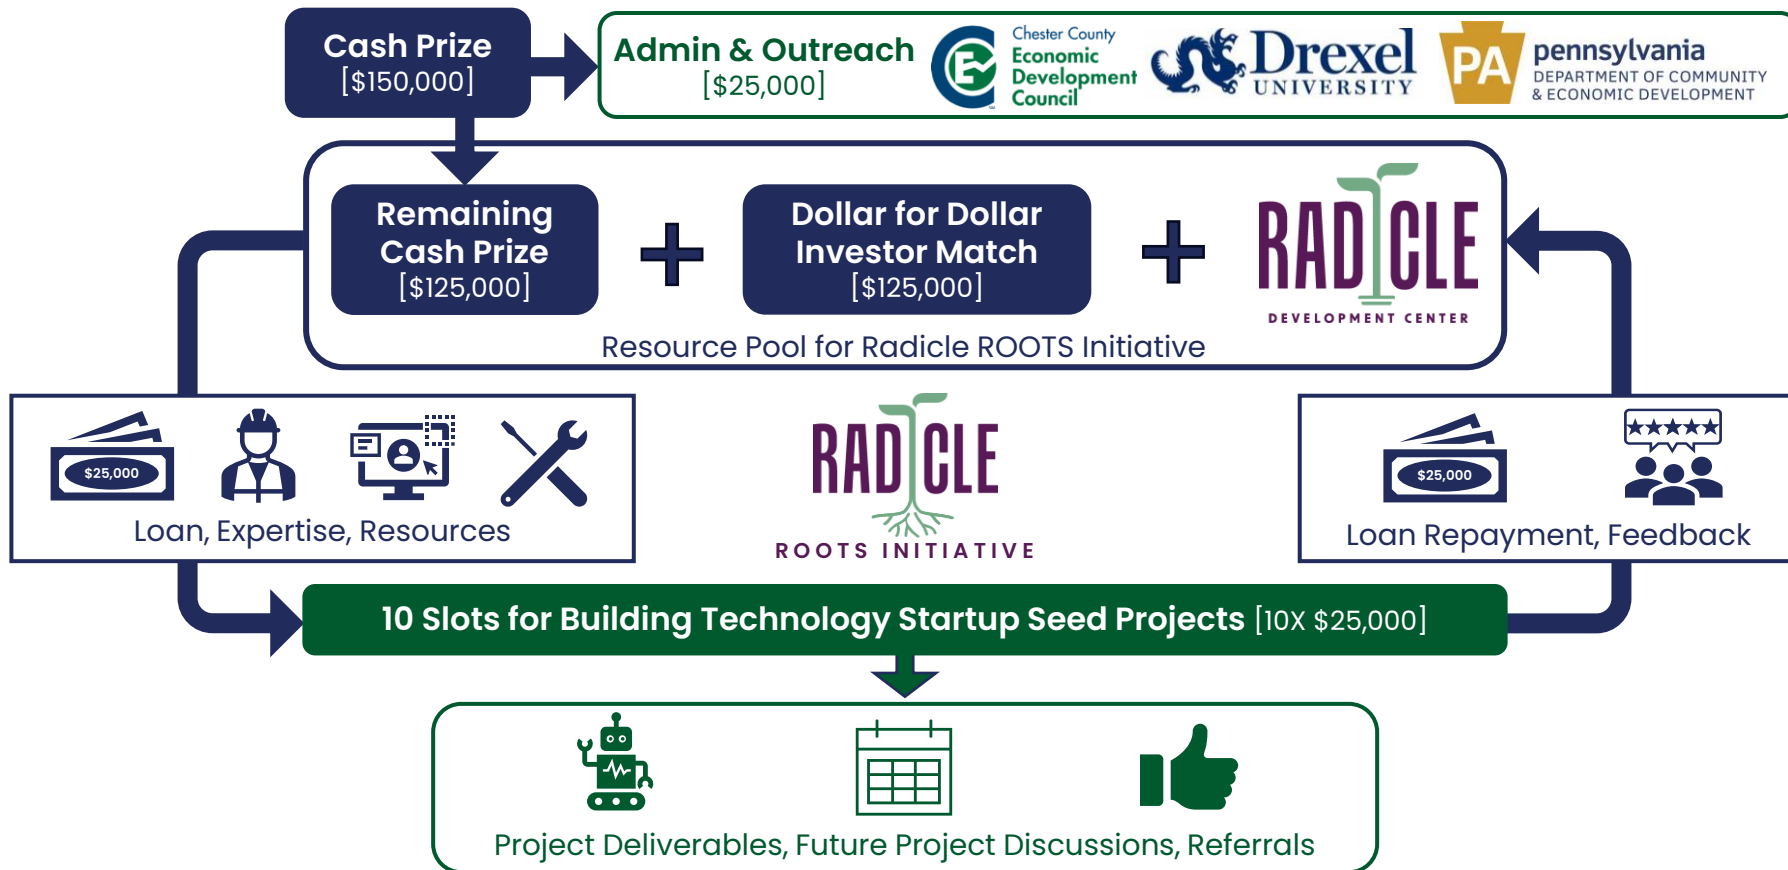 Cash Prize
[$150,000]
Admin & Outreach
[$25,000]
Chester County
Economic
Development
Council
Drexel
UNIVERSITY
PA
pennsylvania
DEPARTMENT OF COMMUNITY
& ECONOMIC DEVELOPMENT
Remaining
Cash Prize
[$125,000]
Dollar for Dollar
Investor Match
[$125,000]
RADICLE
DEVELOPMENT CENTER
Resource Pool for Radicle ROOTS Initiative
$25,000
Loan, Expertise, Resources
RADICLE
ROOTS INITIATIVE
$25,000
Loan Repayment, Feedback
10 Slots for Building Technology Startup Seed Projects [10X $25,000]
Project Deliverables, Future Project Discussions, Referrals